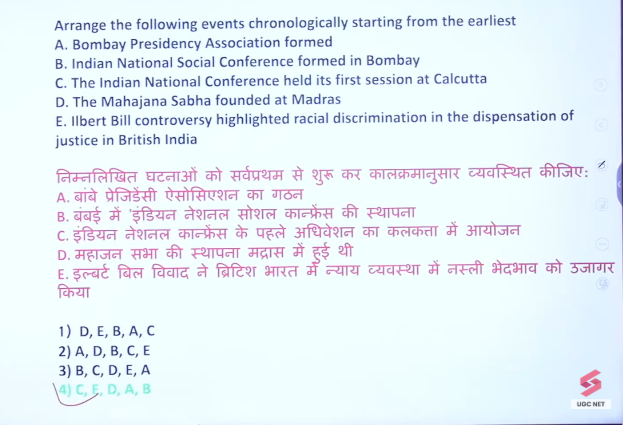 Arrange the following events chronologically starting from the earliest
A. Bombay Presidency Association formed
B. Indian National Social Conference formed in Bombay
C. The Indian National Conference held its first session at Calcutta
D. The Mahajana Sabha founded at Madras
E. Ilbert Bill controversy highlighted racial discrimination in the dispensation of
justice in British India
निम्नलिखित घटनाओं को सर्वप्रथम से शुरू कर कालक्रमानुसार व्यवस्थित कीजिए:
A. बांबे प्रेजिडेंसी ऐसोसिएशन का गठन
B. बंबई में 'इंडियन नेशनल सोशल कान्फ्रेंस की स्थापना
C. इंडियन नेशनल कान्फ्रेंस के पहले अधिवेशन का कलकत्ता में आयोजन
D. महाजन सभा की स्थापना मद्रास में हुई थी
E. इल्बर्ट बिल विवाद ने ब्रिटिश भारत में न्याय व्यवस्था में नस्ली भेदभाव को उजागर
किया
1) D, E, B, A, C
2) A, D, B, C, E
3) B, C, D, E, A
4) C, E, D, A, B
UGC NET